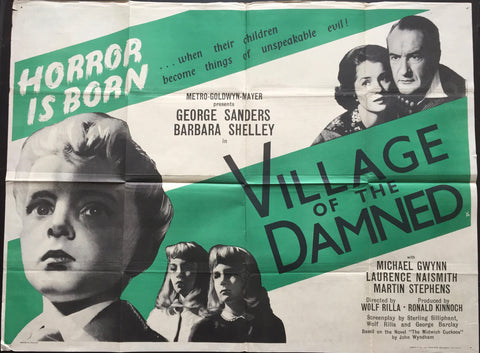 HORROR
IS BORN
...when their children
become things of unspeakable evil!
METRO-GOLDWYN-MAYER
presents
GEORGE SANDERS
BARBARA SHELLEY
in
VILLAGE
OF THE
DAMNED
with
MICHAEL GWYNN
LAURENCE NAISMITH
MARTIN STEPHENS
Directed by
WOLF RILLA
Produced by
RONALD KINNOCH
Screenplay by Stirling Silliphant,
Wolf Rilla and George Barclay
Based on the Novel "The Midwich Cuckoos"
by John Wyndham